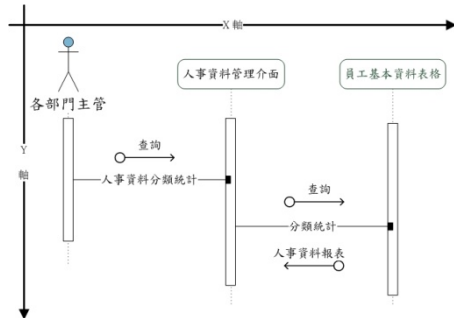 X 軸
人事資料管理介面
員工基本資料表格
各部門主管
Y
軸
查詢
人事資料分類統計
查詢
分類統計
人事資料報表